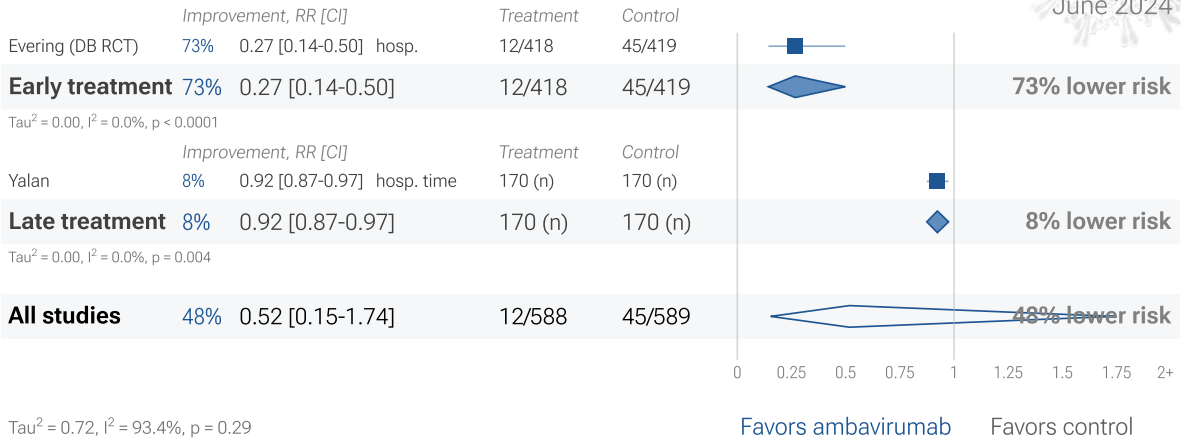 June 2024
Improvement, RR [CI] Treatment Control
Evering (DB RCT) 73% 0.27 [0.14-0.50] hosp. 12/418 45/419
Early treatment 73% 0.27 [0.14-0.50] 12/418 45/419 73% lower risk
Tau² = 0.00, I² = 0.0%, p < 0.0001
Improvement, RR [CI] Treatment Control
Yalan 8% 0.92 [0.87-0.97] hosp. time 170 (n) 170 (n)
Late treatment 8% 0.92 [0.87-0.97] 170 (n) 170 (n) 8% lower risk
Tau² = 0.00, I² = 0.0%, p = 0.004
All studies 48% 0.52 [0.15-1.74] 12/588 45/589 48% lower risk
0 0.25 0.5 0.75 1 1.25 1.5 1.75 2+
Tau² = 0.72, I² = 93.4%, p = 0.29 Favors ambavirumab Favors control